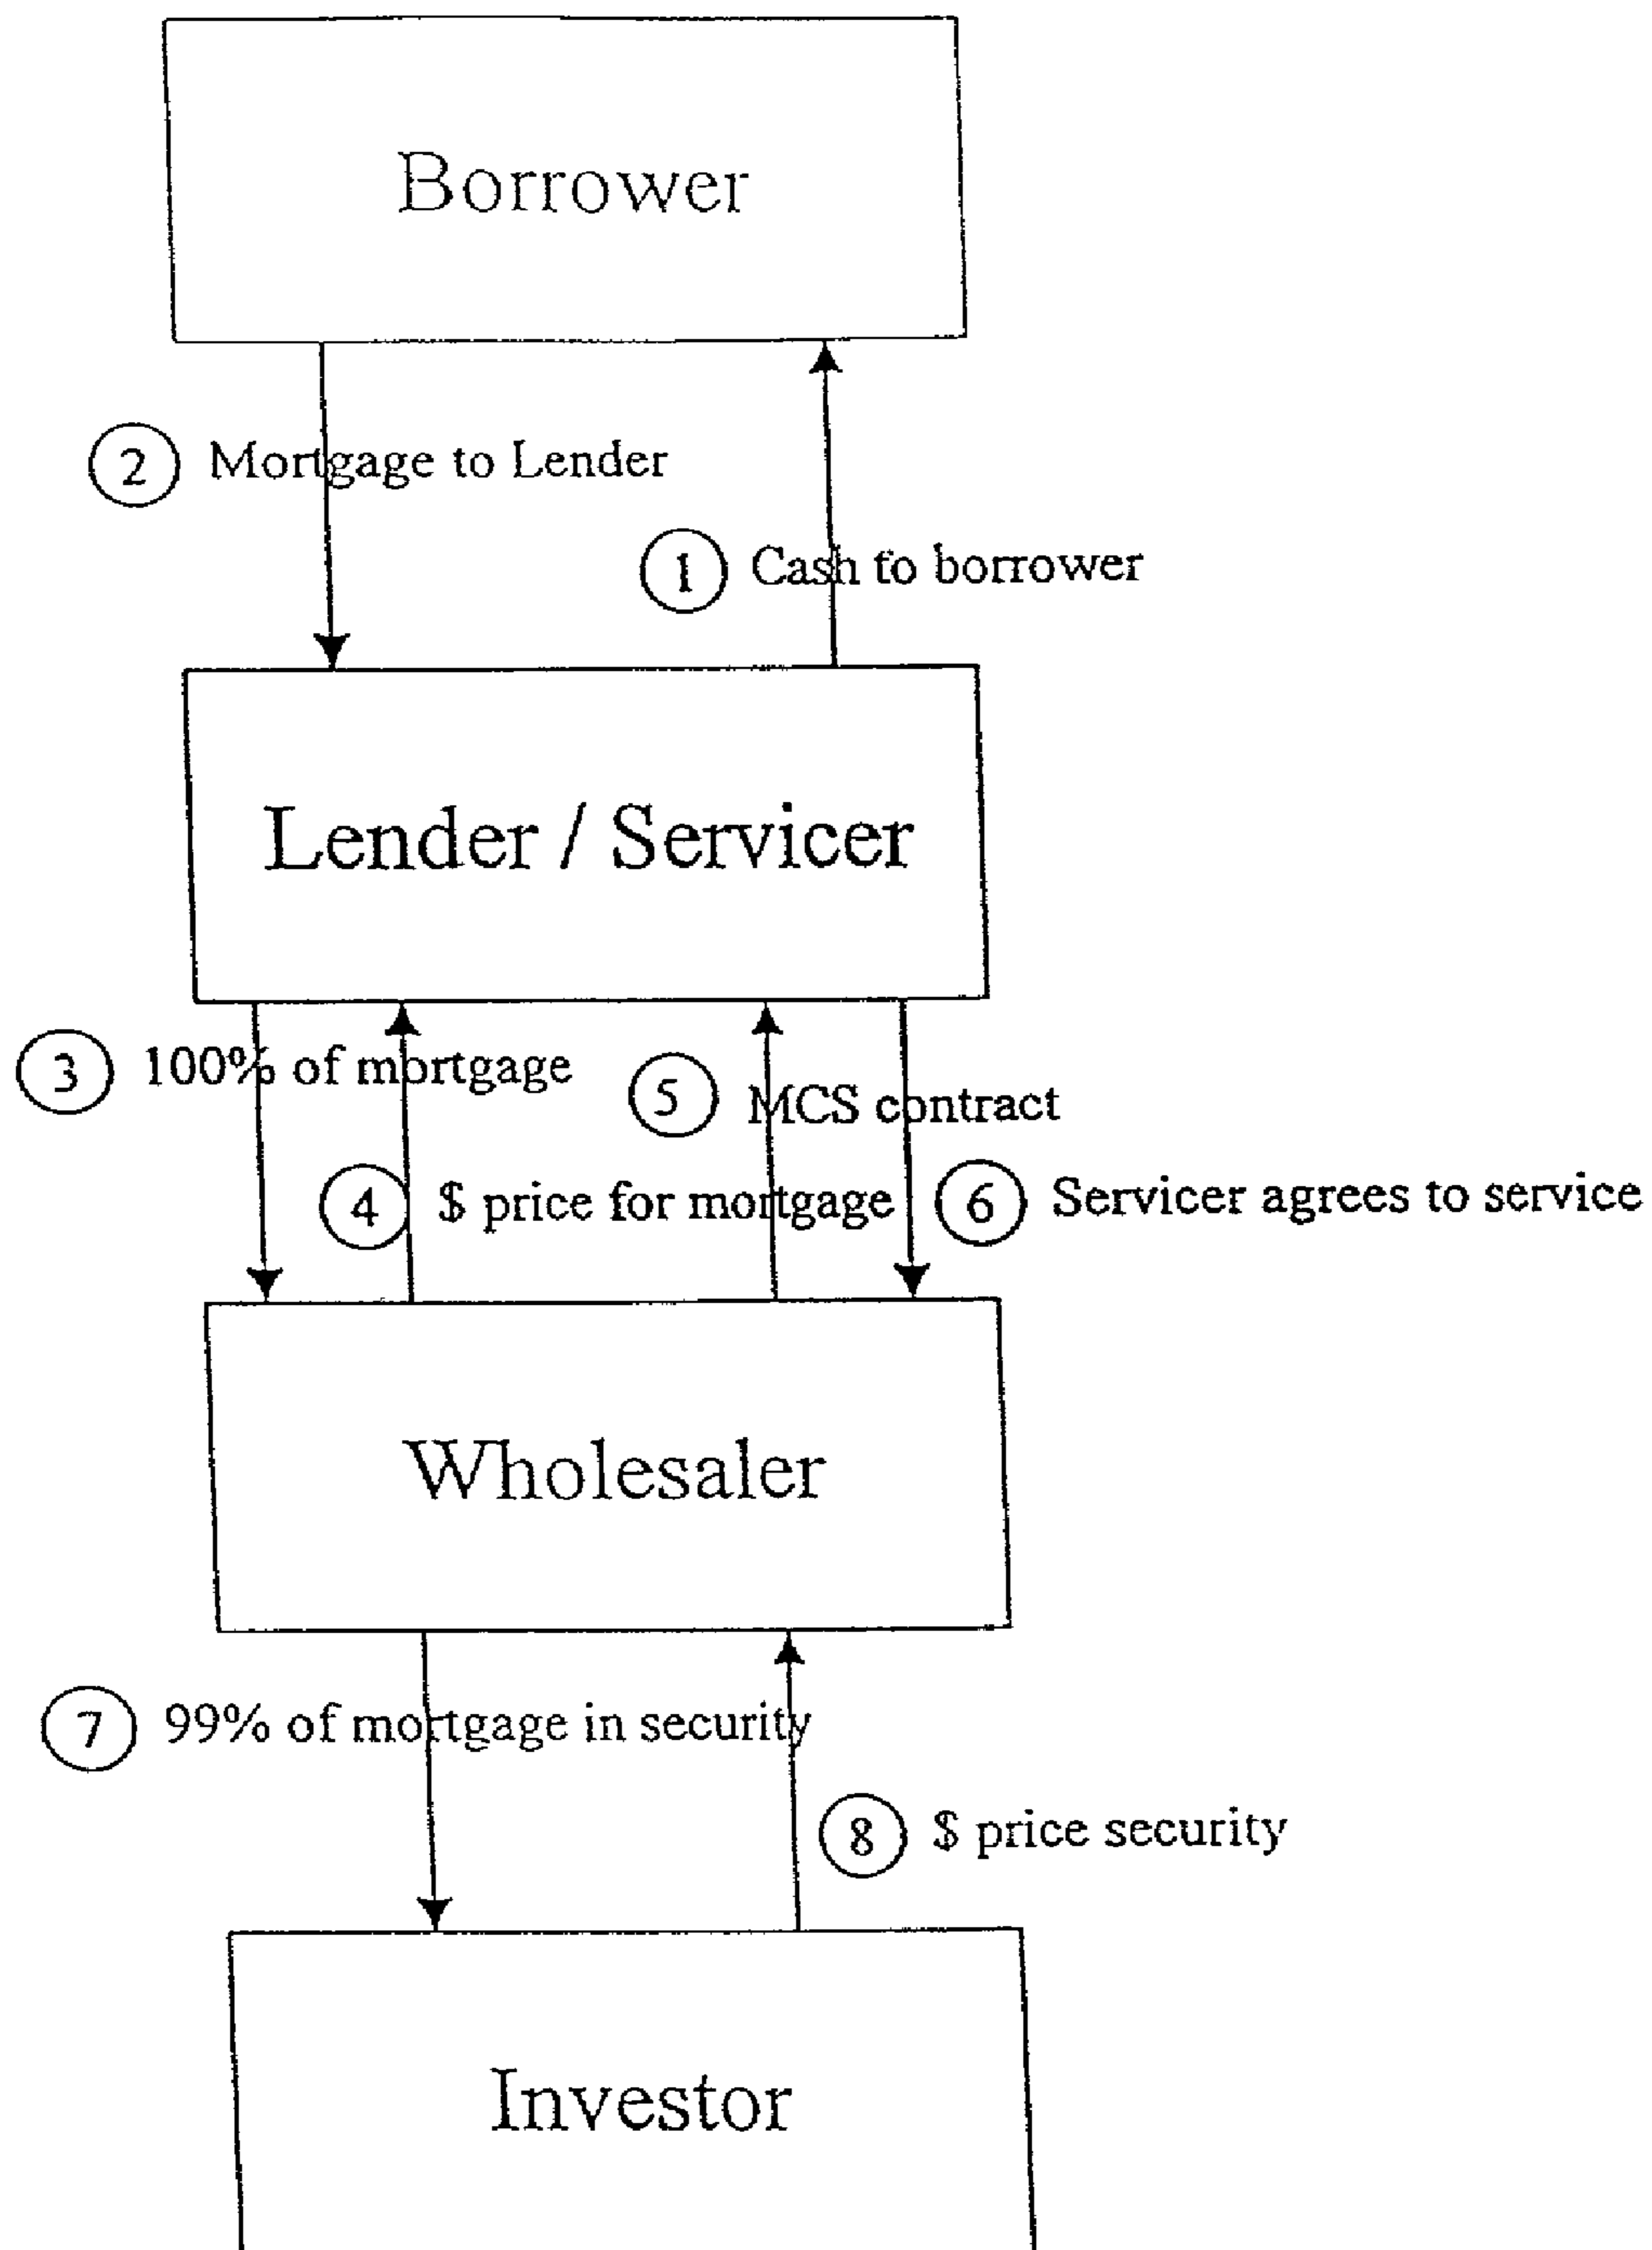 Borrower
2 Mortgage to Lender
1 Cash to borrower
Lender / Servicer
3 100% of mortgage
5 MCS contract
4 $ price for mortgage
6 Servicer agrees to service
Wholesaler
7 99% of mortgage in security
8 $ price security
Investor